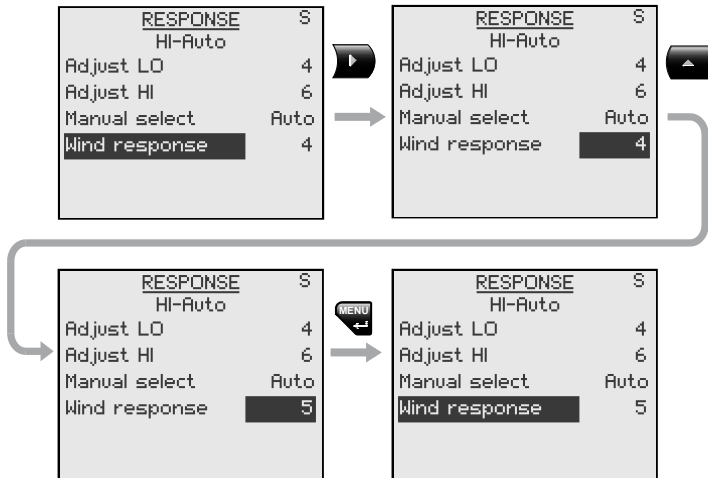 RESPONSE S
HI-Auto
Adjust LO 4
Adjust HI 6
Manual select Auto
Wind response 4
RESPONSE S
HI-Auto
Adjust LO 4
Adjust HI 6
Manual select Auto
Wind response 4
RESPONSE S
HI-Auto
Adjust LO 4
Adjust HI 6
Manual select Auto
Wind response 5
MENU
RESPONSE S
HI-Auto
Adjust LO 4
Adjust HI 6
Manual select Auto
Wind response 5